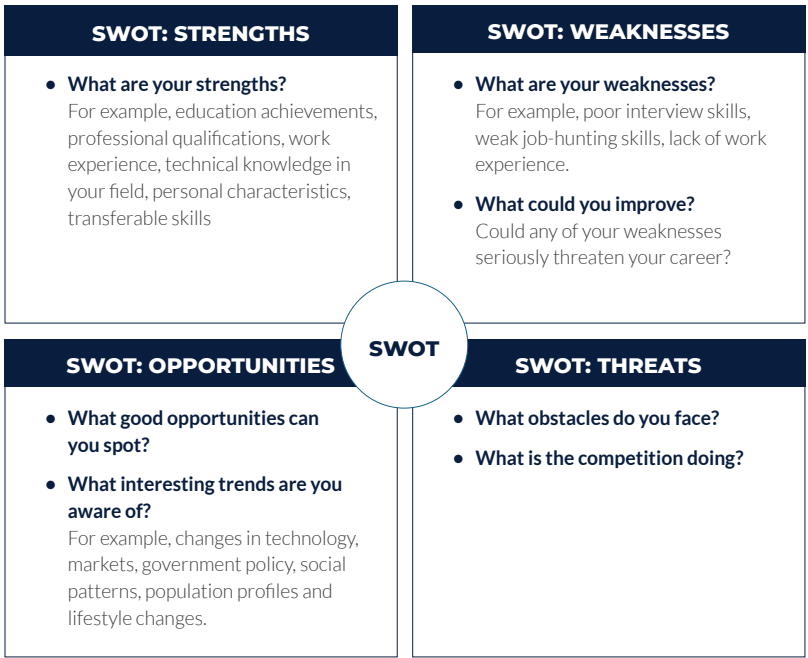 SWOT: STRENGTHS
• What are your strengths?
For example, education achievements,
professional qualifications, work
experience, technical knowledge in
your field, personal characteristics,
transferable skills
SWOT: WEAKNESSES
• What are your weaknesses?
For example, poor interview skills,
weak job-hunting skills, lack of work
experience.
• What could you improve?
Could any of your weaknesses
seriously threaten your career?
SWOT
SWOT: OPPORTUNITIES
• What good opportunities can
you spot?
• What interesting trends are you
aware of?
For example, changes in technology,
markets, government policy, social
patterns, population profiles and
lifestyle changes.
SWOT: THREATS
• What obstacles do you face?
• What is the competition doing?